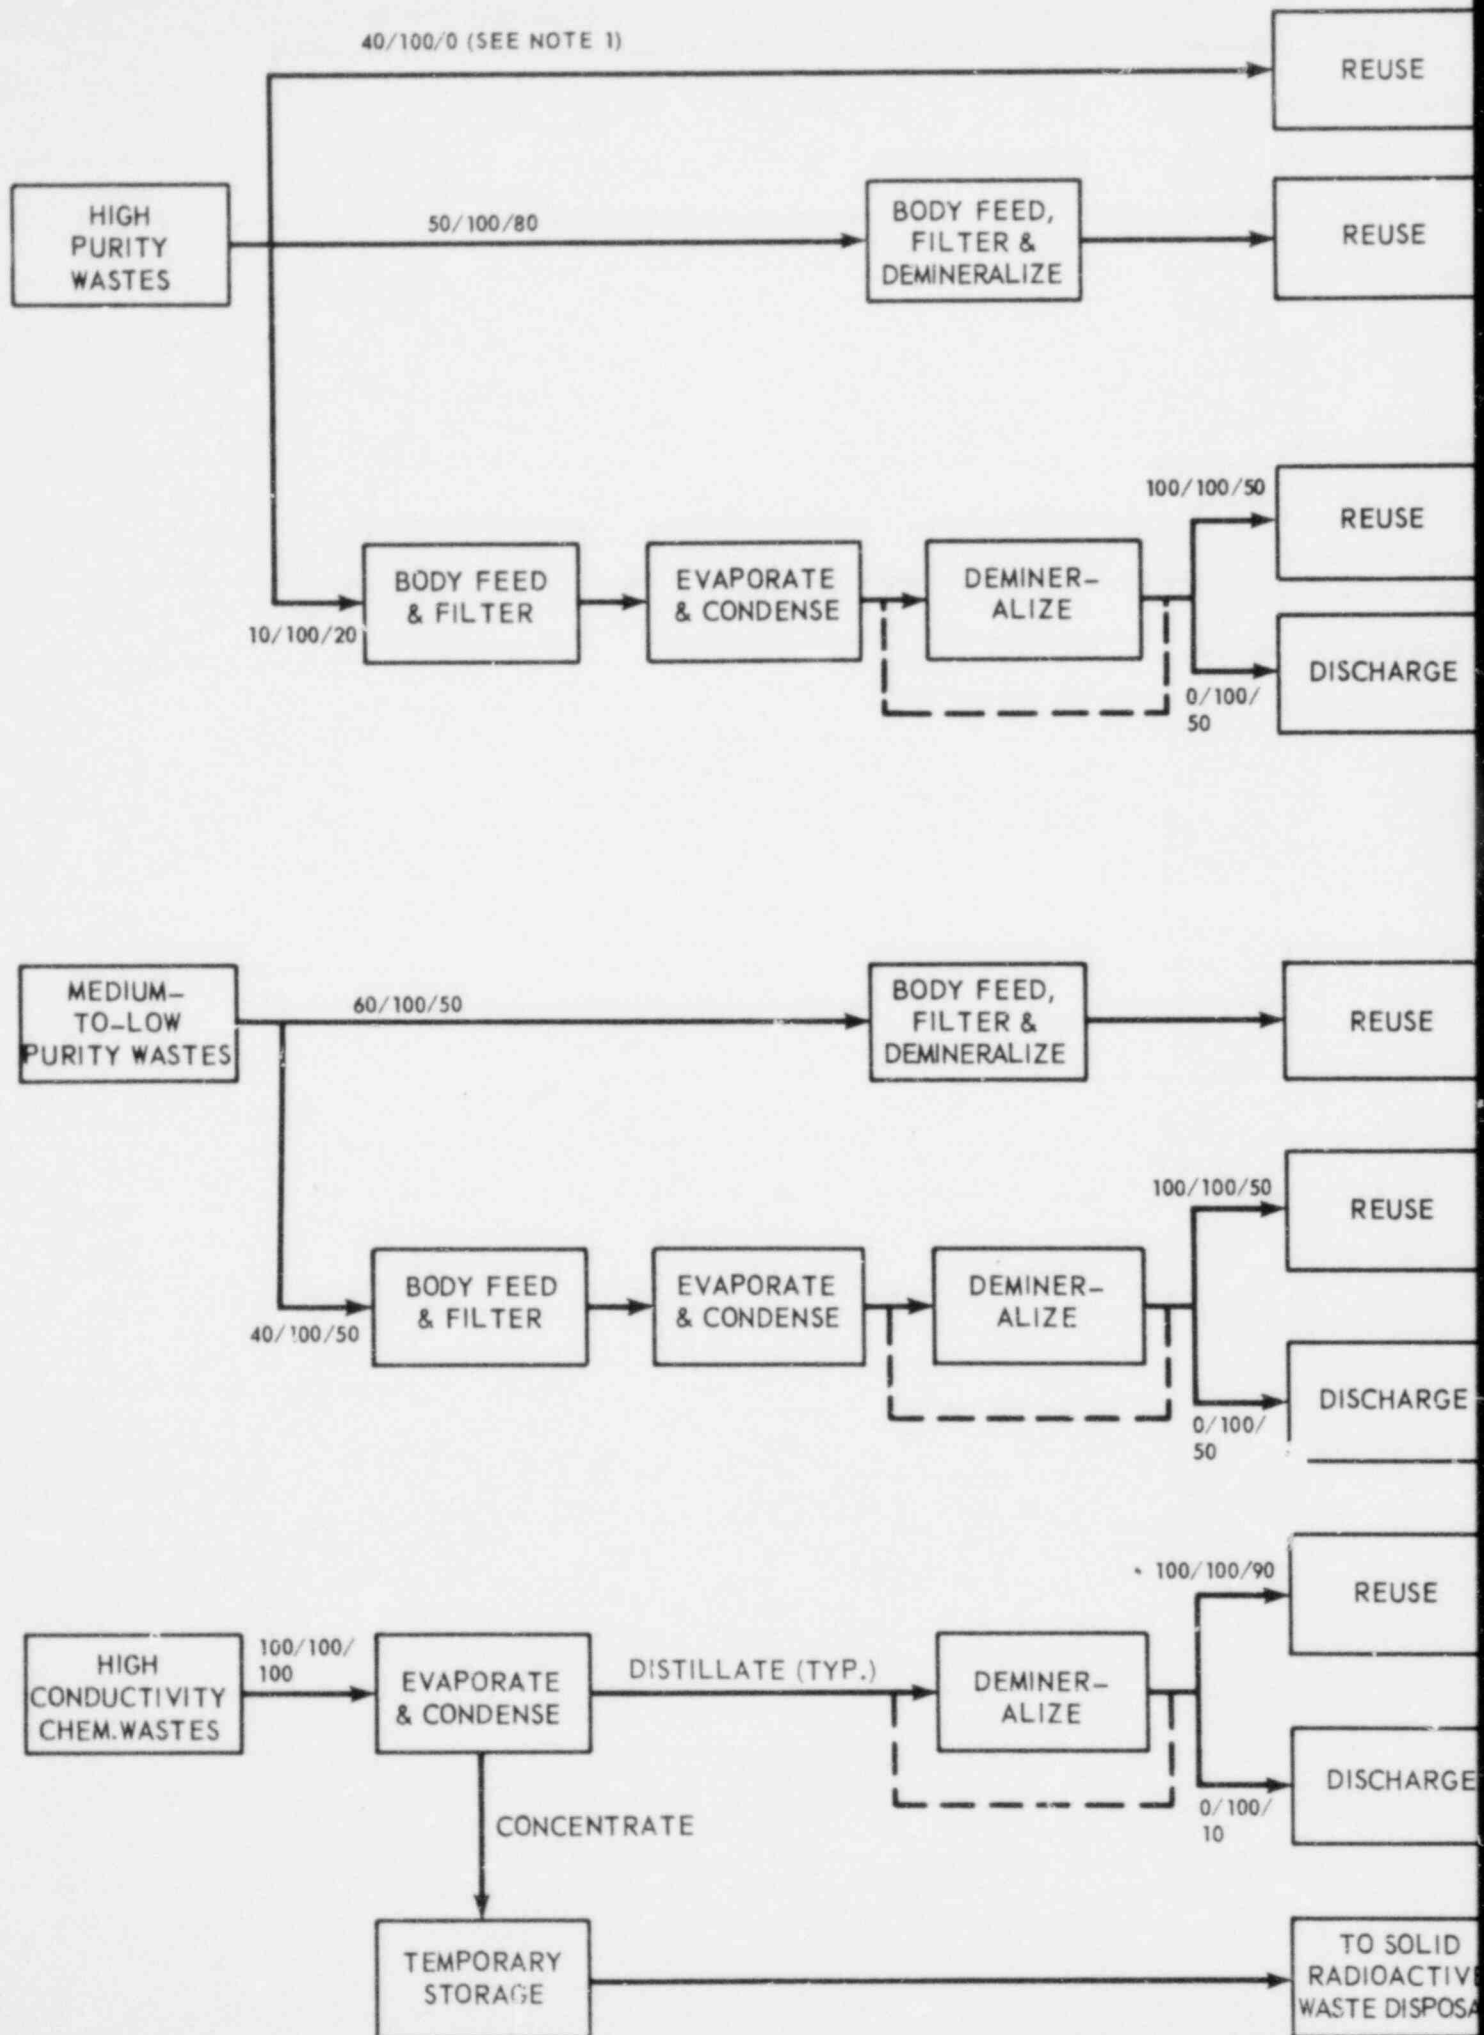 40/100/0 (SEE NOTE 1)
REUSE
HIGH
PURITY
WASTES
50/100/80
BODY FEED,
FILTER &
DEMINERALIZE
REUSE
100/100/50
REUSE
10/100/20
BODY FEED
& FILTER
EVAPORATE
& CONDENSE
DEMINER-
ALIZE
0/100/
50
DISCHARGE
MEDIUM-
TO-LOW
PURITY WASTES
60/100/50
BODY FEED,
FILTER &
DEMINERALIZE
REUSE
100/100/50
REUSE
40/100/50
BODY FEED
& FILTER
EVAPORATE
& CONDENSE
DEMINER-
ALIZE
0/100/
50
DISCHARGE
100/100/90
REUSE
HIGH
CONDUCTIVITY
CHEM.WASTES
100/100/
100
EVAPORATE
& CONDENSE
DISTILLATE (TYP.)
DEMINER-
ALIZE
0/100/
10
DISCHARGE
CONCENTRATE
TEMPORARY
STORAGE
TO SOLID
RADIOACTIVE
WASTE DISPOSA